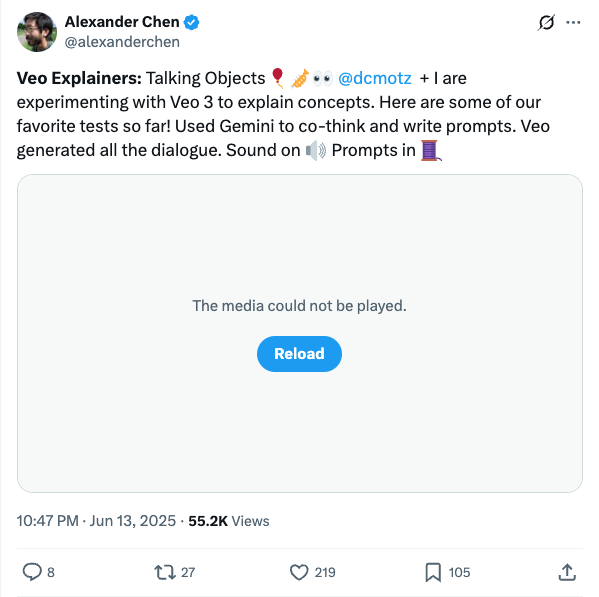 Alexander Chen
@alexanderchen
Veo Explainers: Talking Objects 🎈 🎺 👀 @dcmotz + I are
experimenting with Veo 3 to explain concepts. Here are some of our
favorite tests so far! Used Gemini to co-think and write prompts. Veo
generated all the dialogue. Sound on 🔊 Prompts in 🧵
The media could not be played.
Reload
10:47 PM · Jun 13, 2025 · 55.2K Views
8 27 219 105